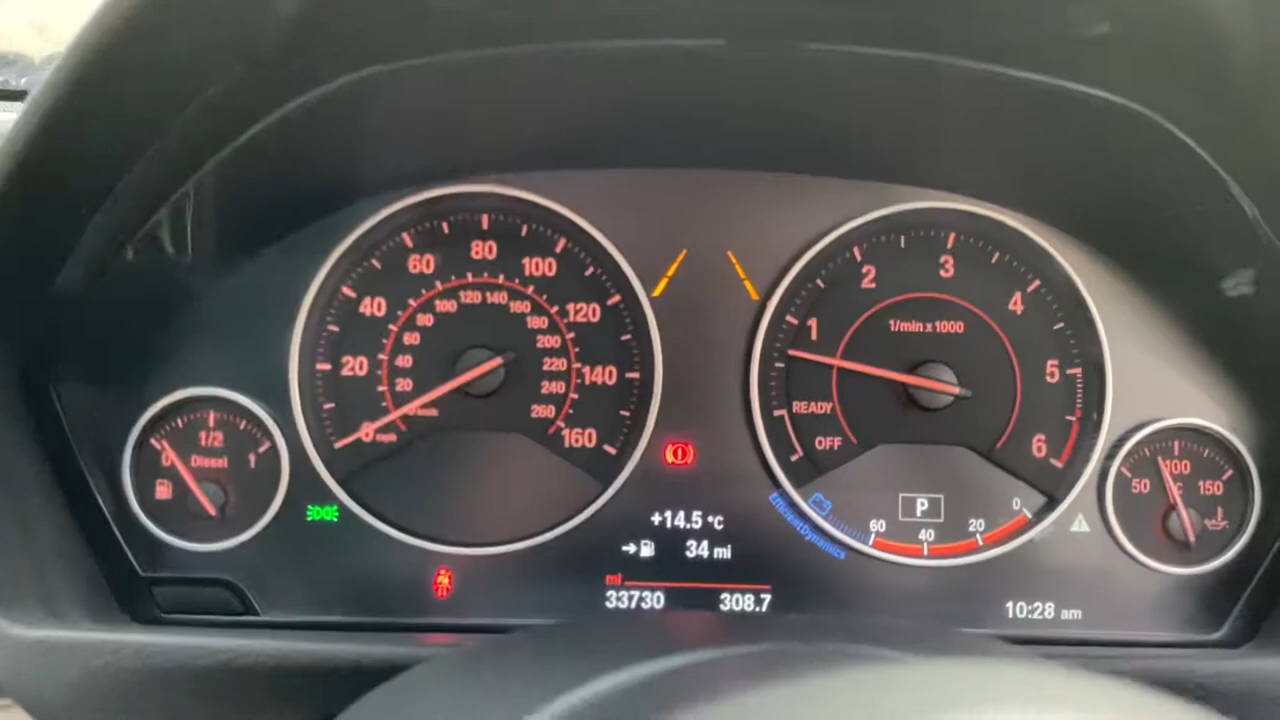 20
40
60
80
100
120
140
160
20
40
60
80
100
120
140
160
180
200
220
240
260
0 mph
km/h
0
1/2
1
Diesel
+14.5 °C
34 mi
mi
33730 308.7
1
2
3
4
5
6
1/min x 1000
READY
OFF
P
60
40
20
0
EfficientDynamics
50
100
150
°C
10:28 am